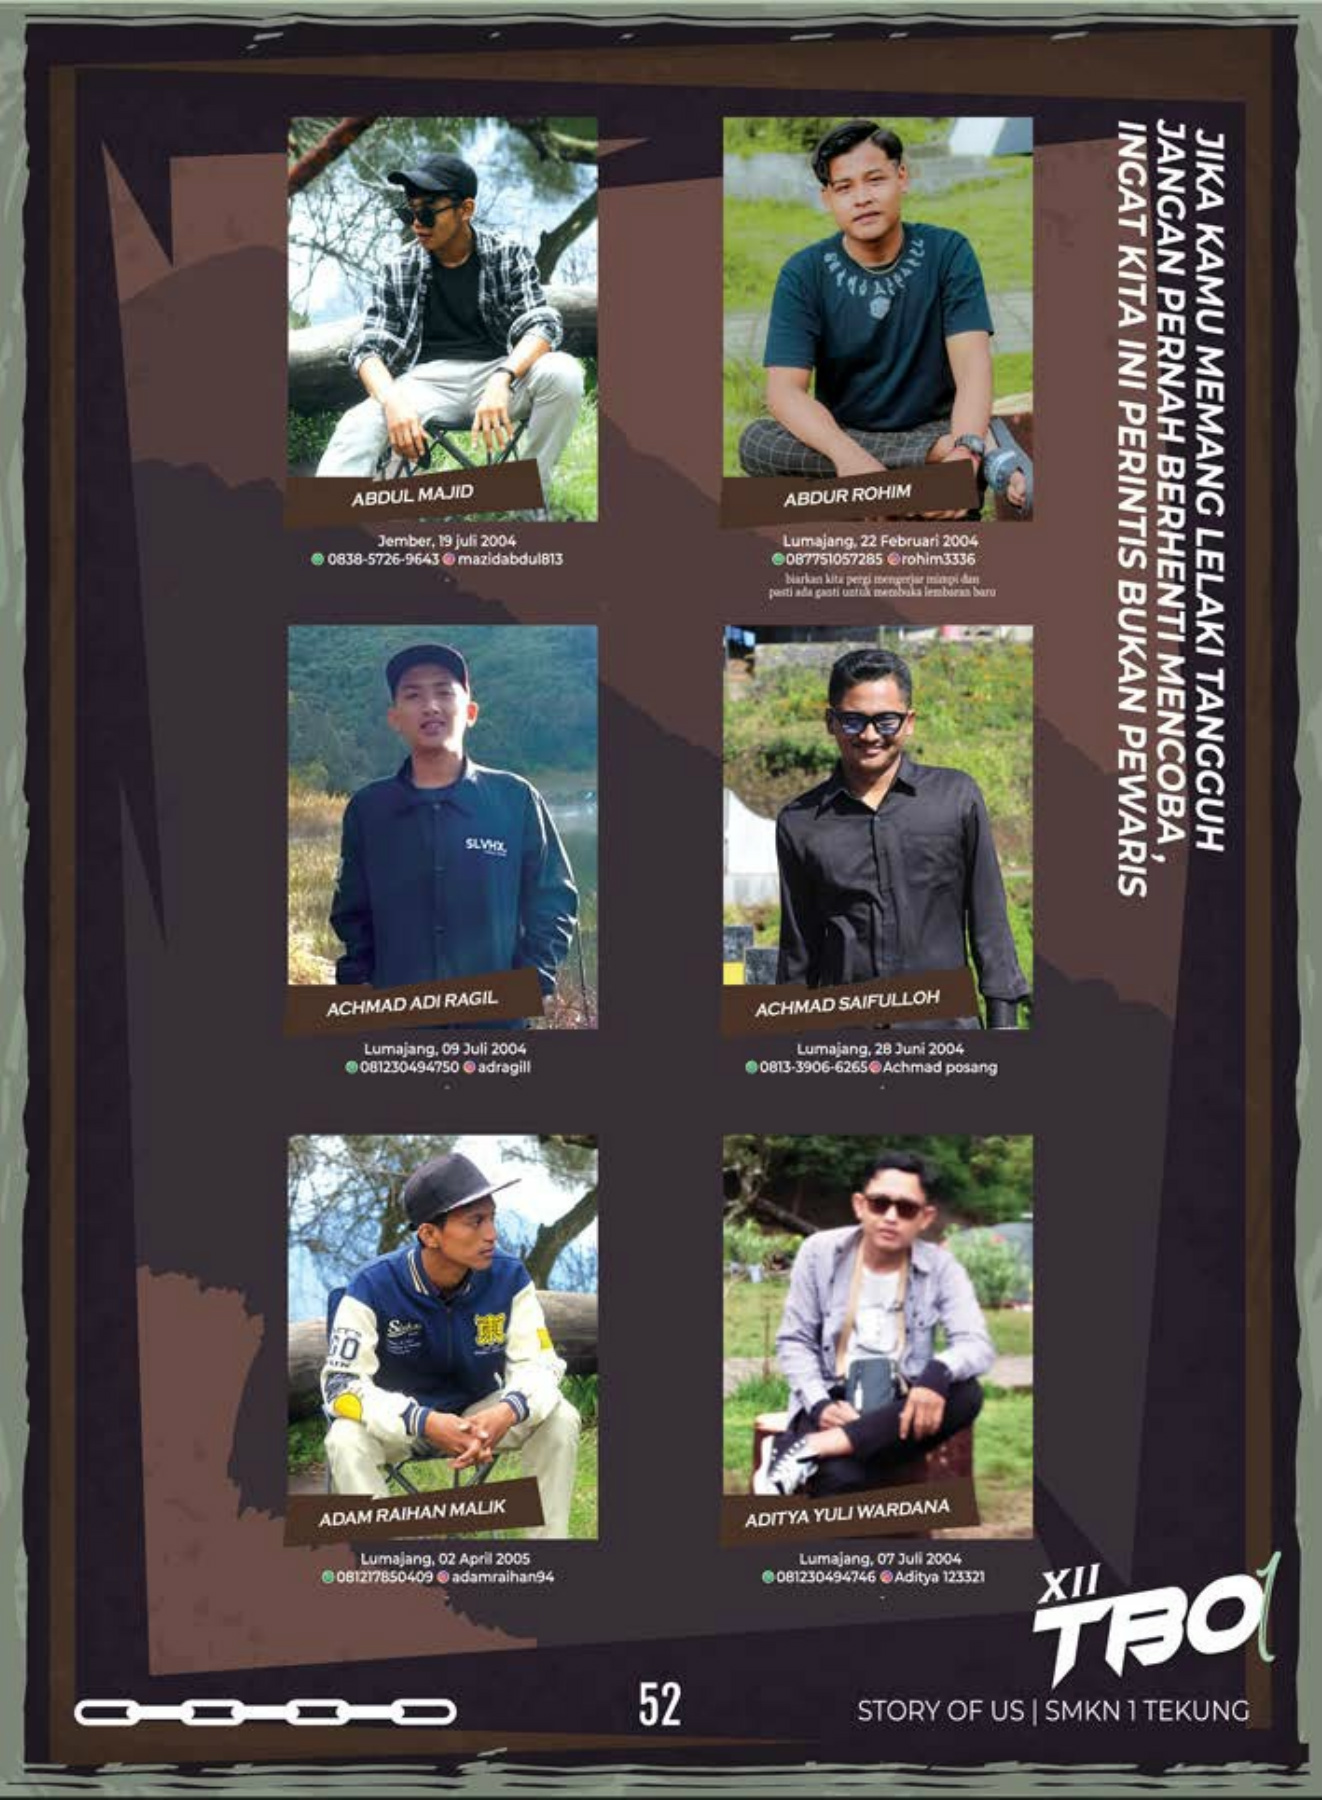 JIKA KAMU MEMANG LELAKI TANGGUH
JANGAN PERNAH BERHENTI MENCOBA,
INGAT KITA INI PERINTIS BUKAN PEWARIS
ABDUL MAJID
Jember, 19 juli 2004
0838-5726-9643 mazidabdul813
ABDUR ROHIM
Lumajang, 22 Februari 2004
087751057285 rohim3336
biarkan kita pergi mengerjar mimpi dan
pasti ada ganti untuk membuka lembaran baru
SLVHX.
ACHMAD ADI RAGIL
Lumajang, 09 Juli 2004
081230494750 adragill
ACHMAD SAIFULLOH
Lumajang, 28 Juni 2004
0813-3906-6265 Achmad posang
ADAM RAIHAN MALIK
Lumajang, 02 April 2005
081217850409 adamraihan94
ADITYA YULI WARDANA
Lumajang, 07 Juli 2004
081230494746 Aditya 123321
XII
TBO 1
52
STORY OF US | SMKN 1 TEKUNG